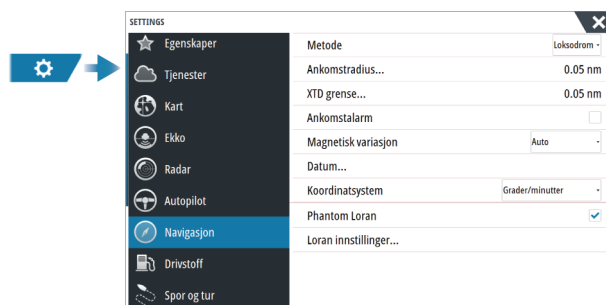 SETTINGS
Egenskaper
Tjenester
Kart
Ekko
Radar
Autopilot
Navigasjon
Drivstoff
Spor og tur
Metode Loksodrom
Ankomstradius... 0.05 nm
XTD grense... 0.05 nm
Ankomstalarm
Magnetisk variasjon Auto
Datum...
Koordinatsystem Grader/minutter
Phantom Loran
Loran innstillinger...